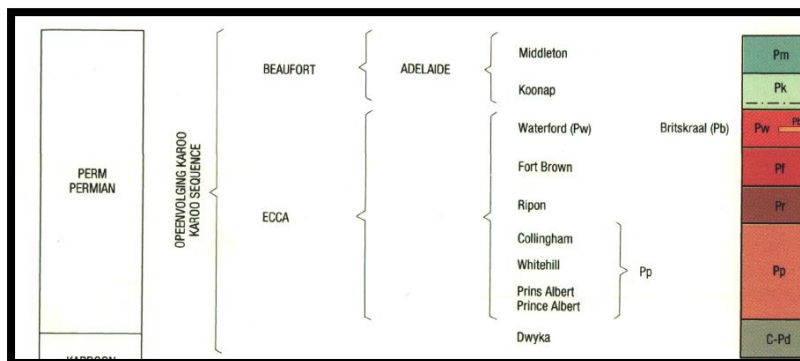 PERM
PERMIAN
OPEENVOLGING KAROO
KAROO SEQUENCE
BEAUFORT
ADELAIDE
ECCA
Middleton
Koonap
Waterford (Pw)
Britskraal (Pb)
Fort Brown
Ripon
Collingham
Whitehill
Prins Albert
Prince Albert
Pp
Dwyka
Pm
Pk
Pw
Pf
Pr
Pp
C-Pd